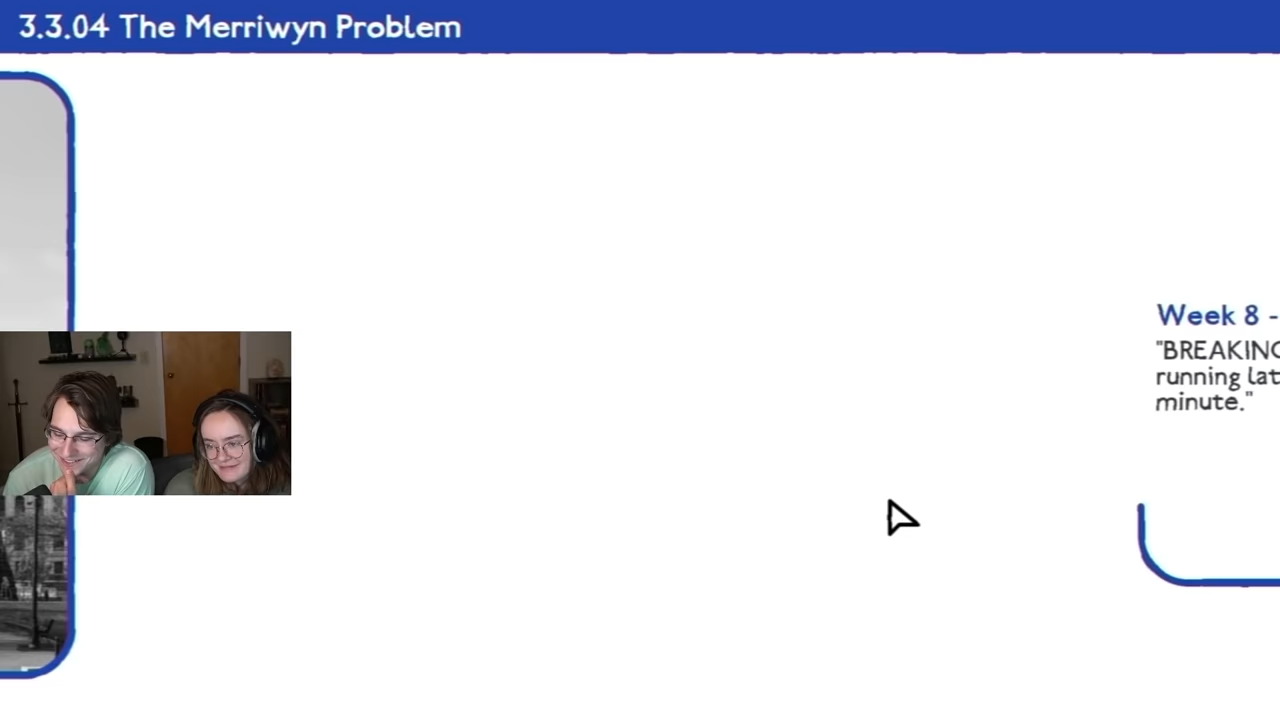 3.3.04 The Merriwyn Problem
Week 8 -
"BREAKING
running lat
minute."